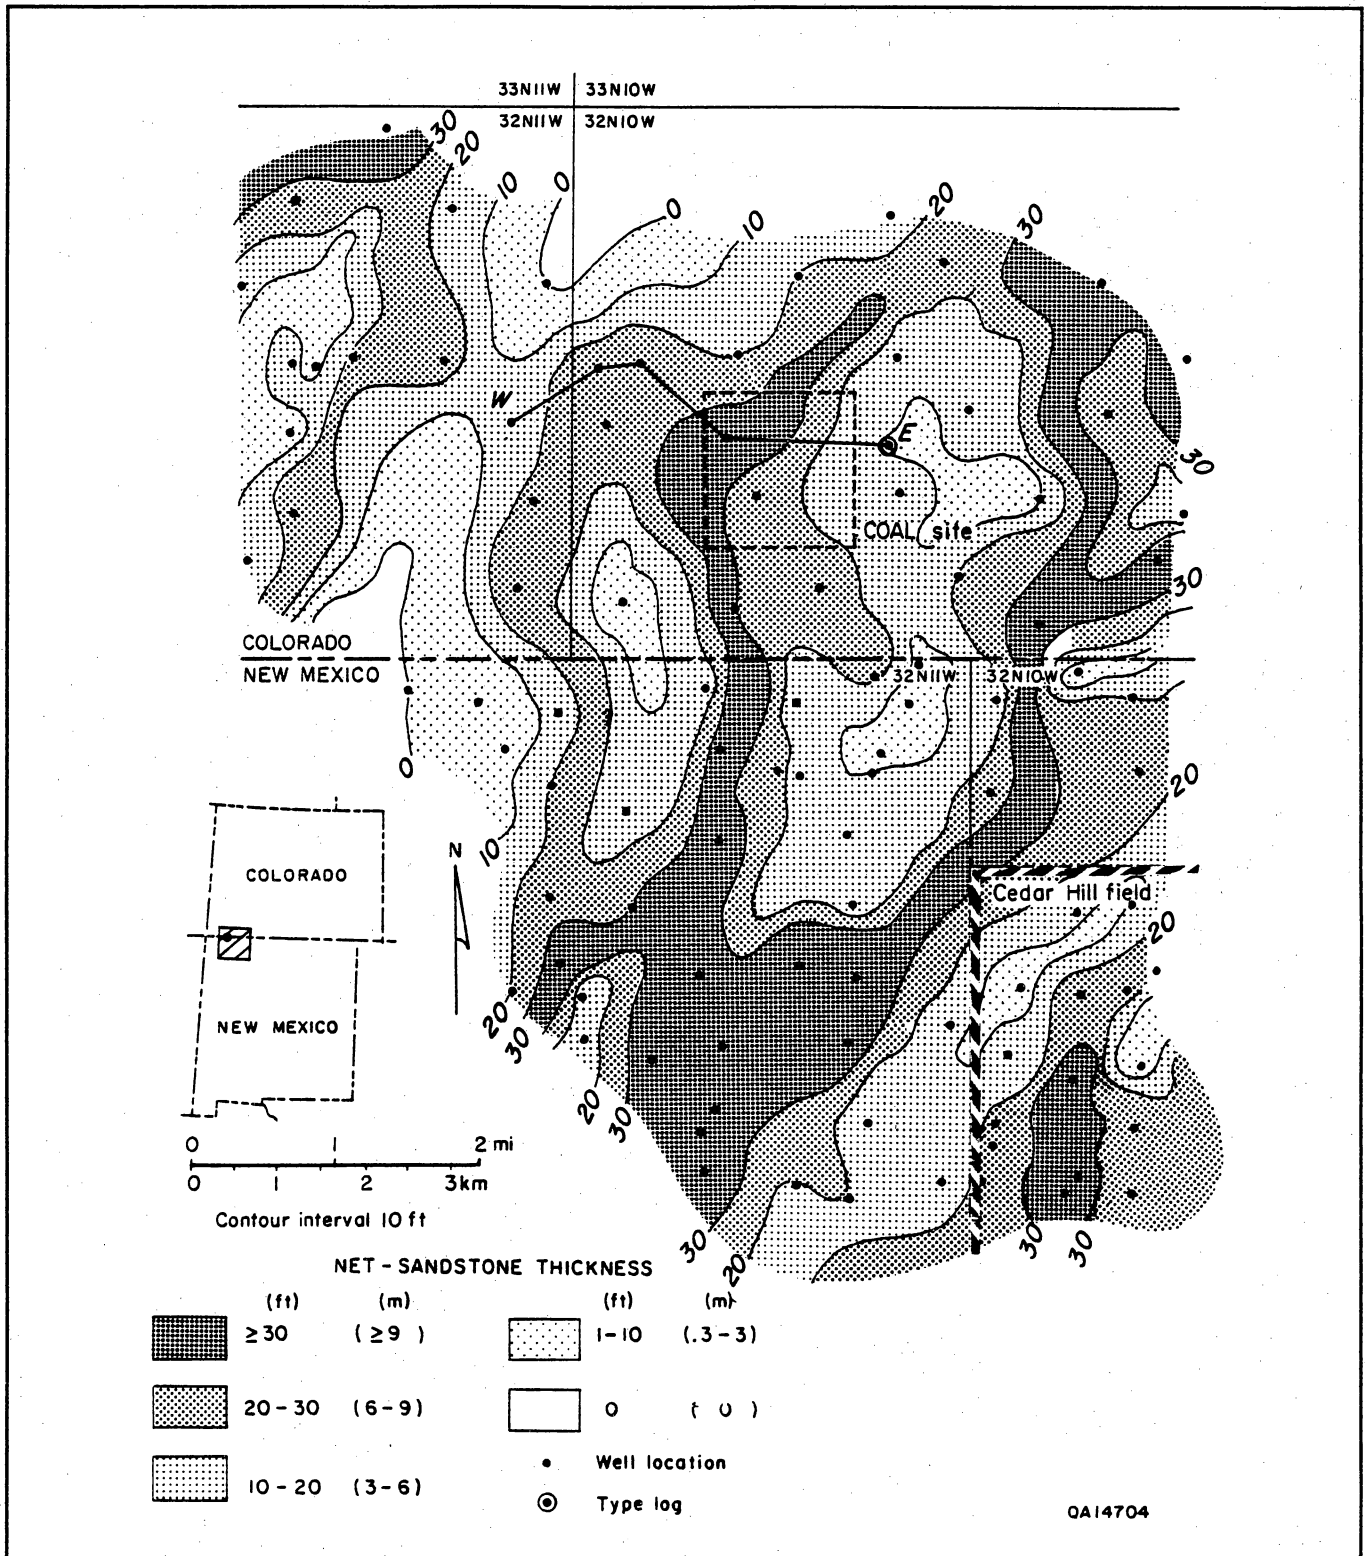 33N11W 33N10W
32N11W 32N10W
30
20
10
0
0
10
20
30
W
E
30
COAL site
30
COLORADO
NEW MEXICO
32N11W 32N10W
0
20
10
N
COLORADO
Cedar Hill field
20
NEW MEXICO
20
30
20
30
0 1 2 mi
0 1 2 3km
Contour interval 10 ft
30
20
30
30
NET-SANDSTONE THICKNESS
(ft) (m) (ft) (m)
≥30 (≥9 ) 1-10 (.3-3)
20-30 (6-9) 0 ( 0 )
10-20 (3-6)
Well location
Type log
QA14704